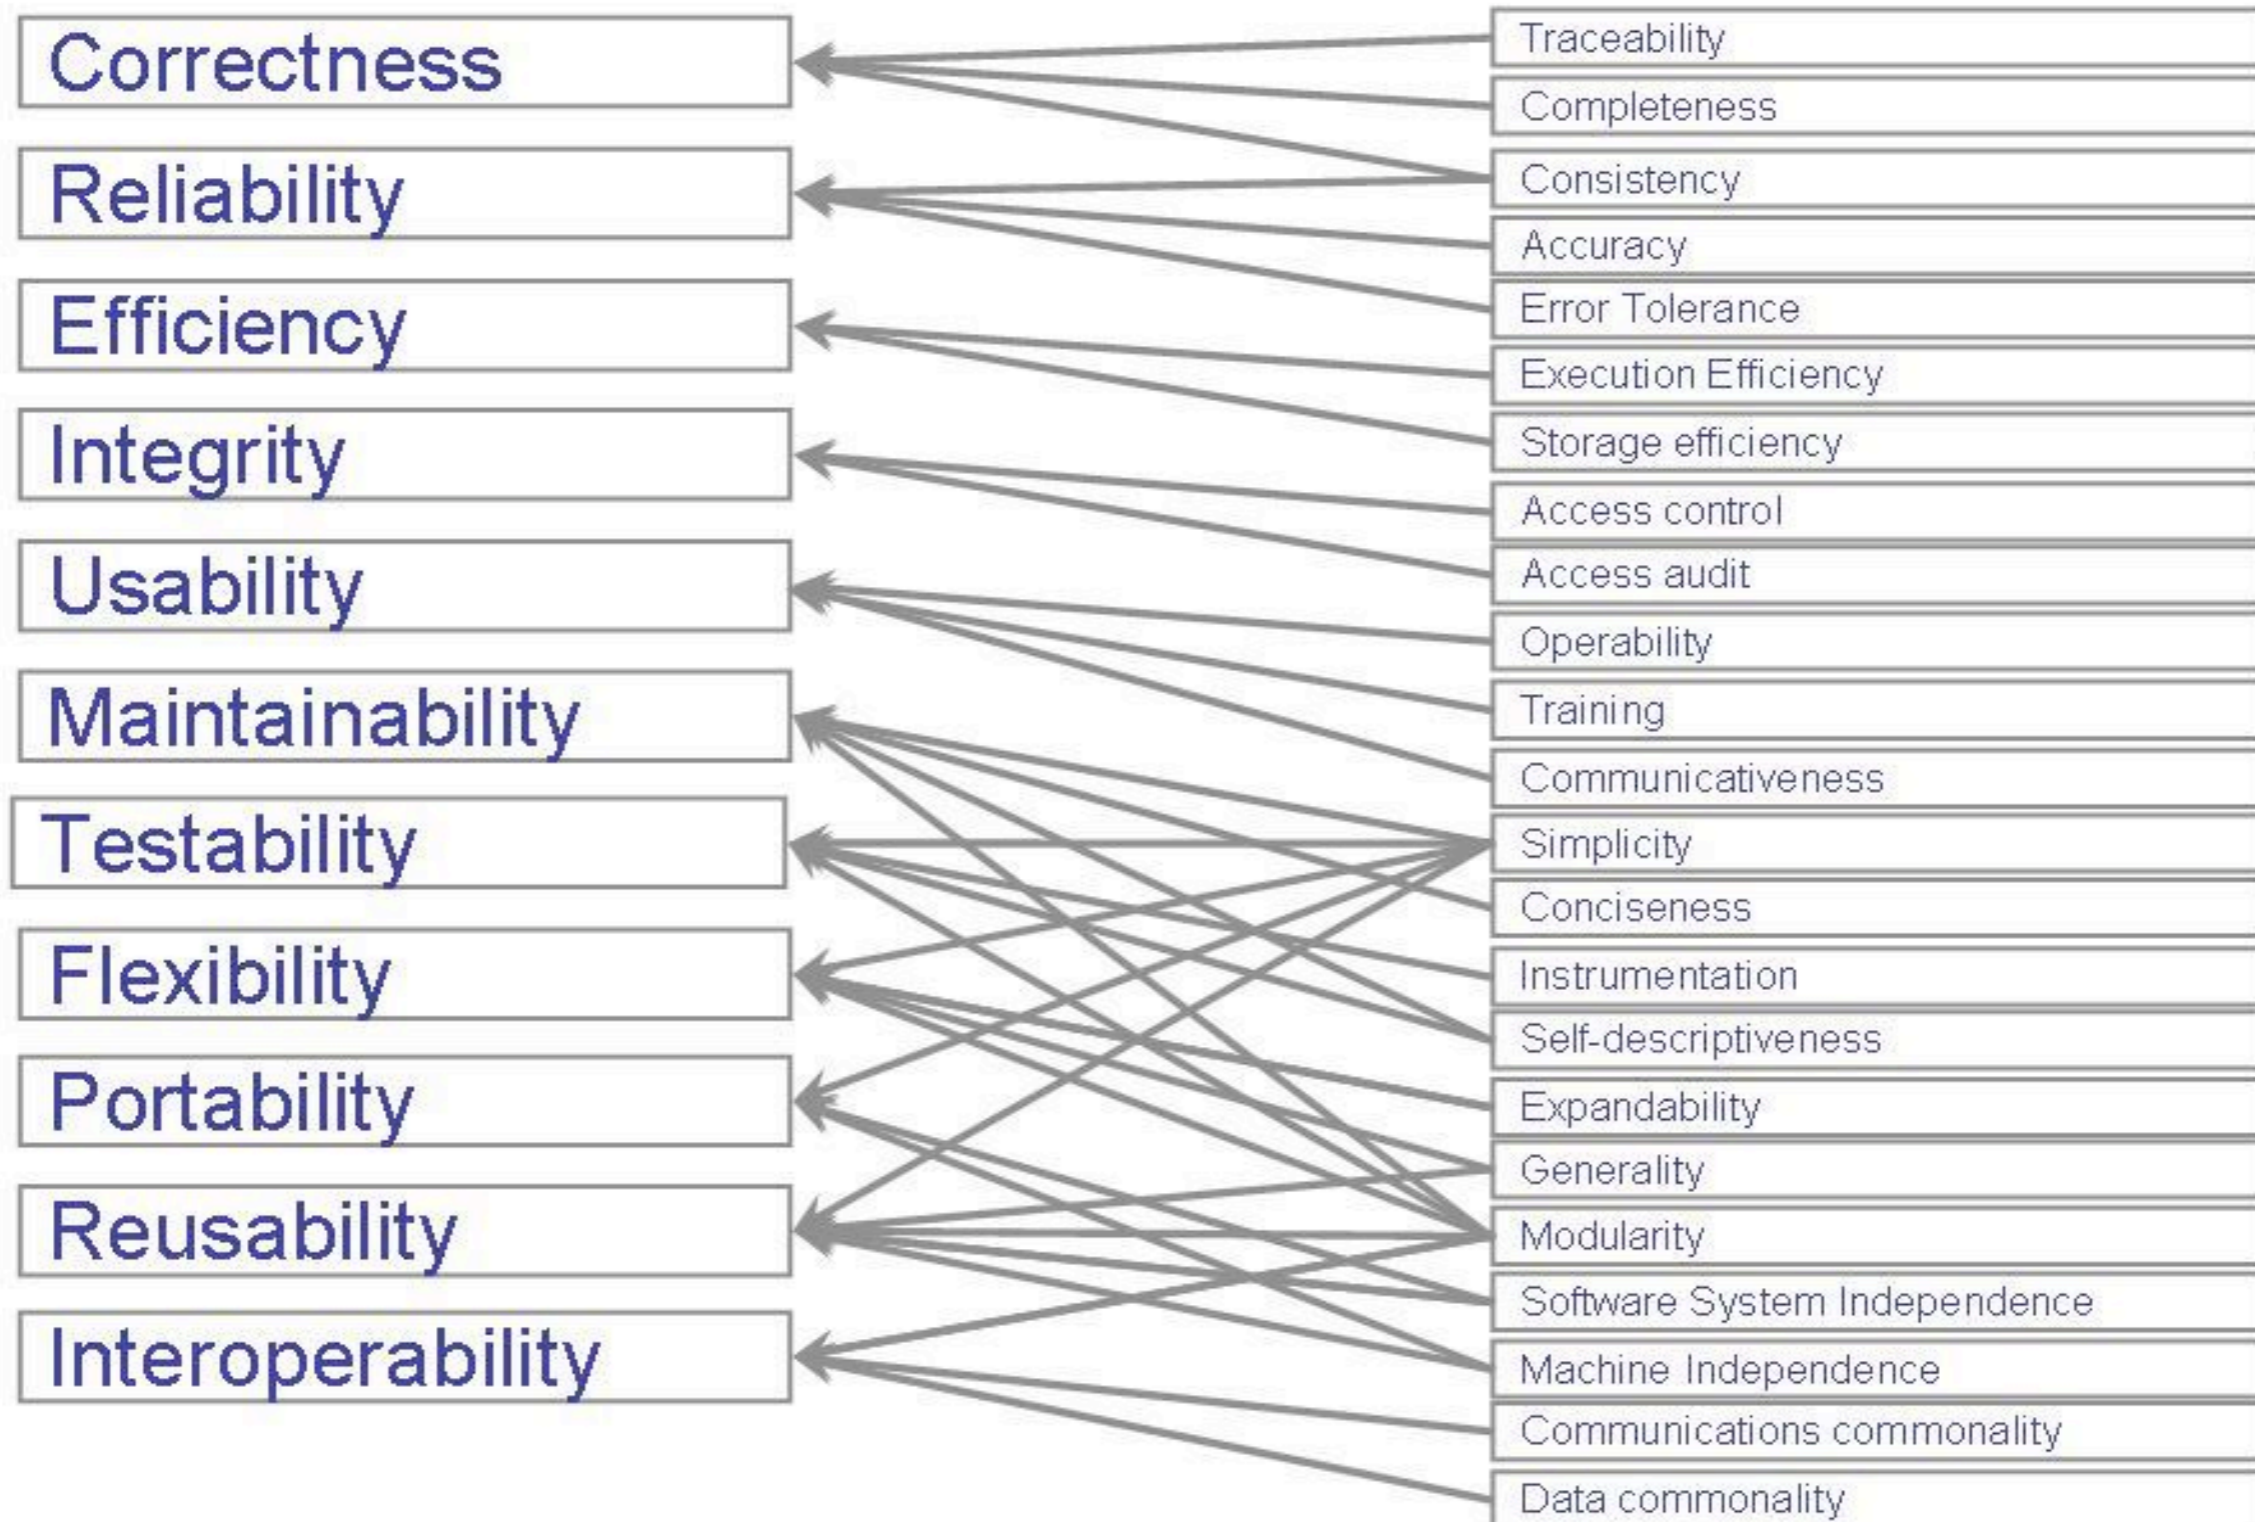 Correctness
Reliability
Efficiency
Integrity
Usability
Maintainability
Testability
Flexibility
Portability
Reusability
Interoperability
Traceability
Completeness
Consistency
Accuracy
Error Tolerance
Execution Efficiency
Storage efficiency
Access control
Access audit
Operability
Training
Communicativeness
Simplicity
Conciseness
Instrumentation
Self-descriptiveness
Expandability
Generality
Modularity
Software System Independence
Machine Independence
Communications commonality
Data commonality